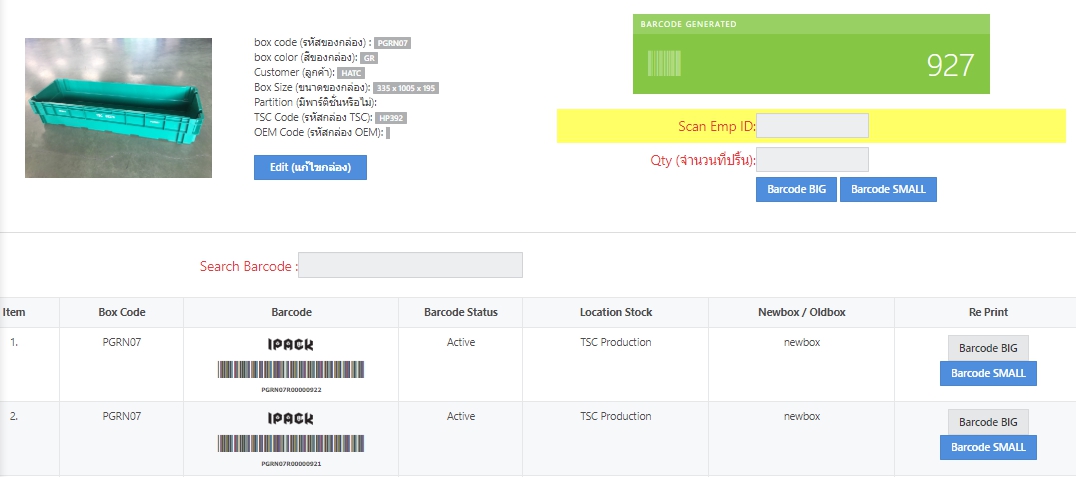 box code (รหัสของกล่อง) : PGRN07
box color (สีของกล่อง): GR
Customer (ลูกค้า): HATC
Box Size (ขนาดของกล่อง): 335 x 1005 x 195
Partition (มีพาร์ติชั่นหรือไม่):
TSC Code (รหัสกล่อง TSC): HP392
OEM Code (รหัสกล่อง OEM):
Edit (แก้ไขกล่อง)
BARCODE GENERATED
927
Scan Emp ID:
Qty (จำนวนที่ปริ้น):
Barcode BIG Barcode SMALL
Search Barcode :
Item Box Code Barcode Barcode Status Location Stock Newbox / Oldbox Re Print
1. PGRN07 IPACK Active TSC Production newbox Barcode BIG
Barcode SMALL
PGRN07R00000922
2. PGRN07 IPACK Active TSC Production newbox Barcode BIG
Barcode SMALL
PGRN07R00000921